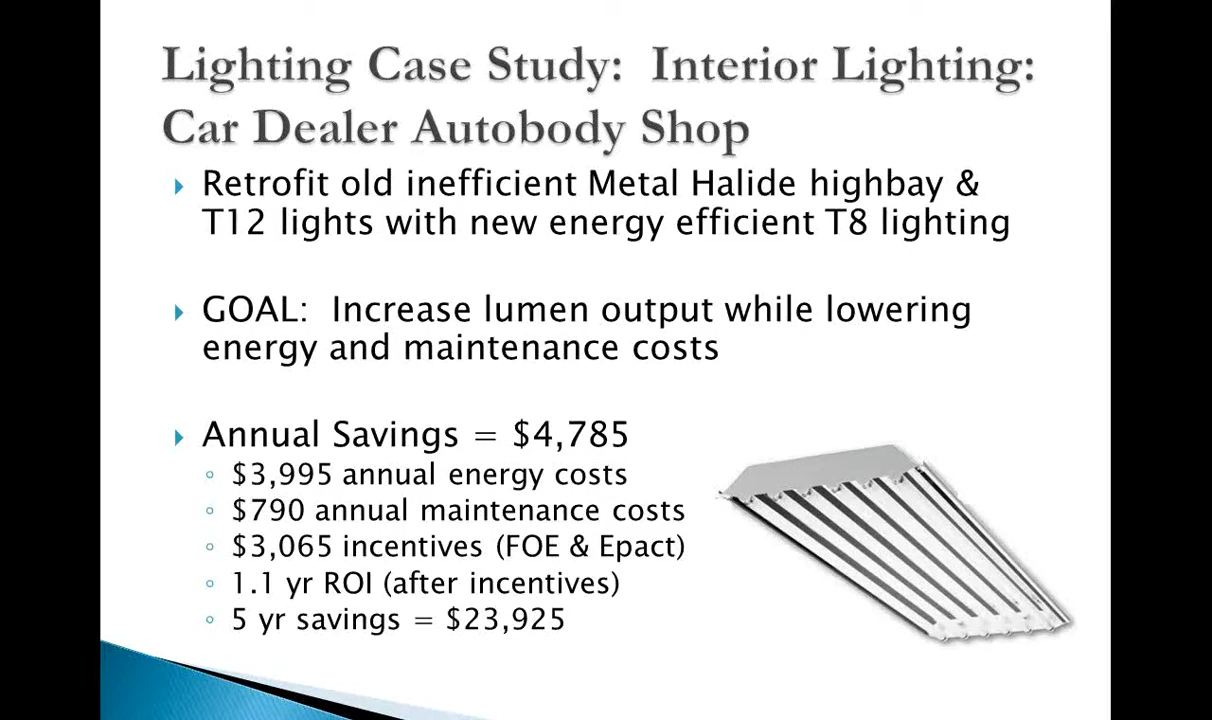 Lighting Case Study:  Interior Lighting:
Car Dealer Autobody Shop
Retrofit old inefficient Metal Halide highbay &
T12 lights with new energy efficient T8 lighting
GOAL:  Increase lumen output while lowering
energy and maintenance costs
Annual Savings = $4,785
$3,995 annual energy costs
$790 annual maintenance costs
$3,065 incentives (FOE & Epact)
1.1 yr ROI (after incentives)
5 yr savings = $23,925